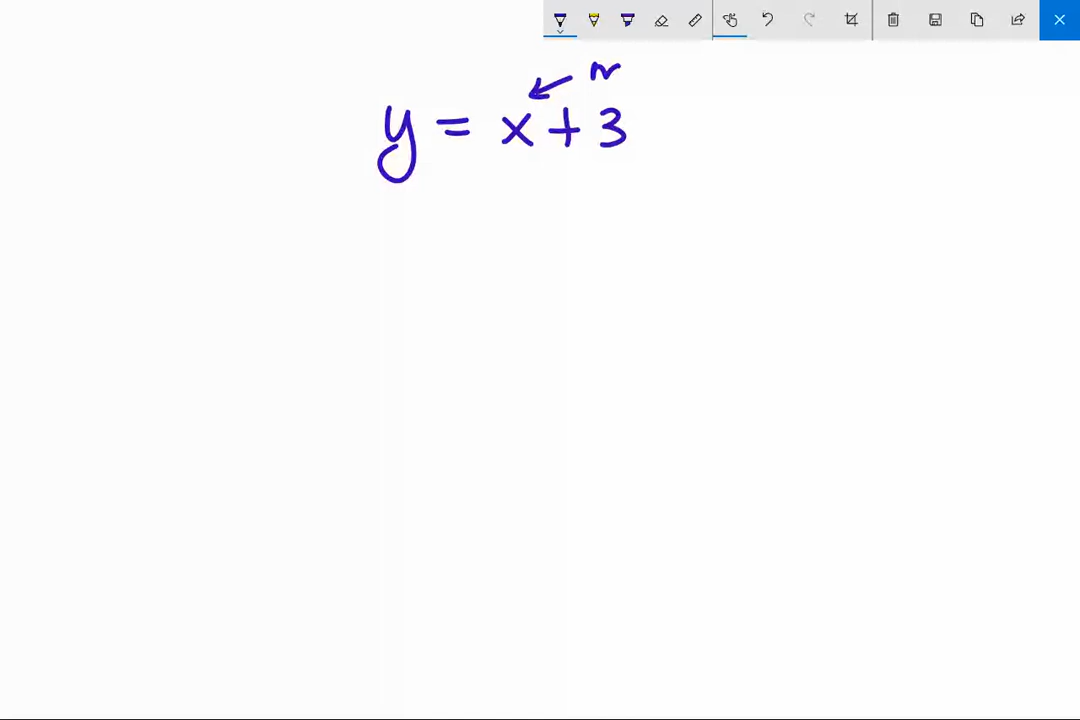 y = x + 3